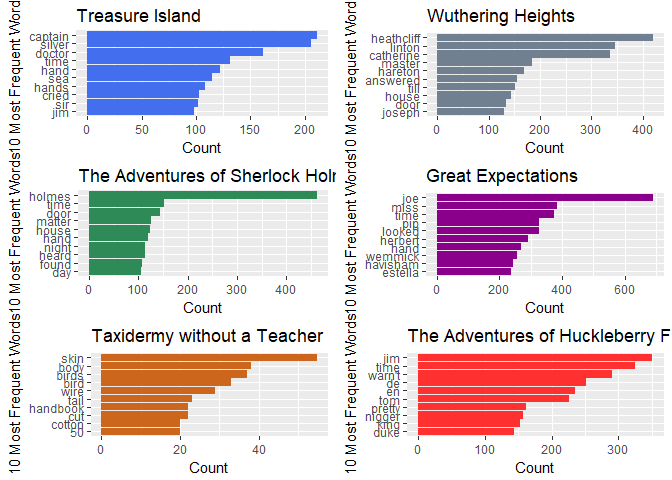 Treasure Island
10 Most Frequent Words
captain
silver
doctor
time
hand
sea
hands
cried
sir
jim
0 50 100 150 200
Count
Wuthering Heights
10 Most Frequent Words
heathcliff
linton
catherine
master
hareton
answered
till
house
door
joseph
0 100 200 300 400
Count
The Adventures of Sherlock Holm
10 Most Frequent Words
holmes
time
door
matter
house
hand
night
heard
found
day
0 100 200 300 400
Count
Great Expectations
10 Most Frequent Words
joe
miss
time
pip
looked
herbert
hand
wemmick
havisham
estella
0 200 400 600
Count
Taxidermy without a Teacher
10 Most Frequent Words
skin
body
birds
bird
wire
tail
handbook
cut
cotton
50
0 20 40
Count
The Adventures of Huckleberry F
10 Most Frequent Words
jim
time
warn't
de
en
tom
pretty
nigger
king
duke
0 100 200 300
Count